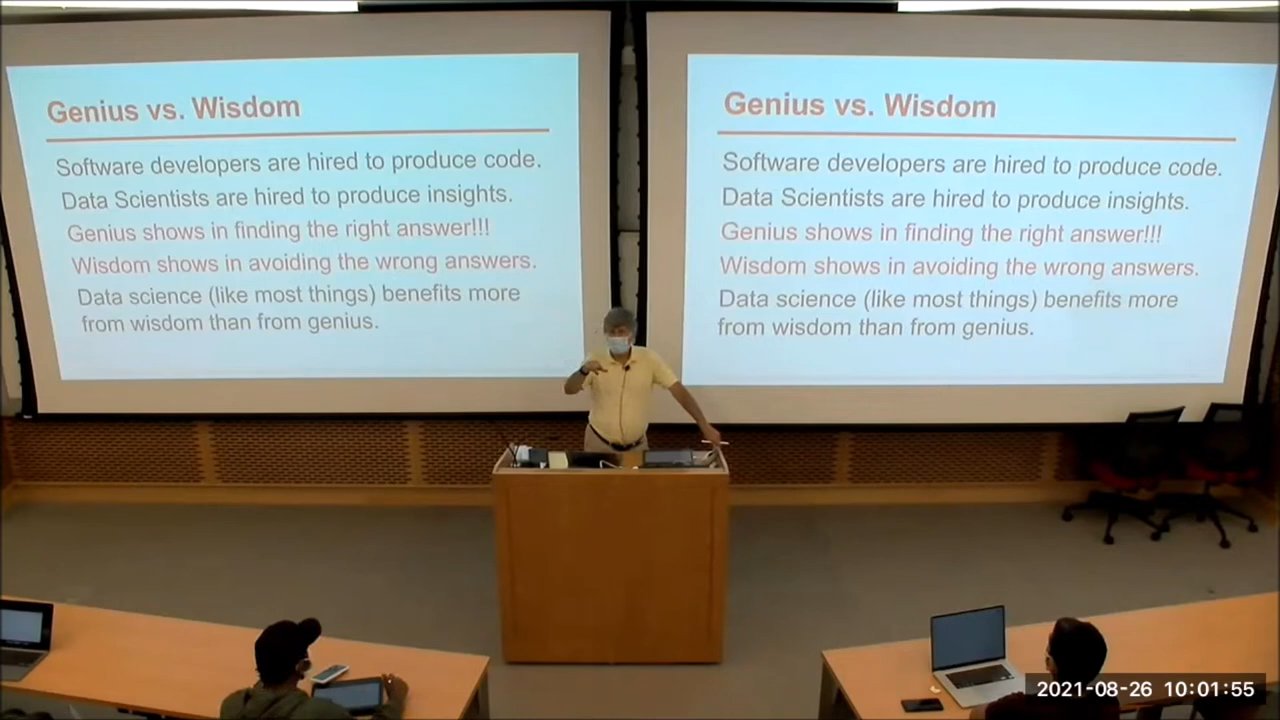 Genius vs. Wisdom
Software developers are hired to produce code.
Data Scientists are hired to produce insights.
Genius shows in finding the right answer!!!
Wisdom shows in avoiding the wrong answers.
Data science (like most things) benefits more
from wisdom than from genius.
Genius vs. Wisdom
Software developers are hired to produce code.
Data Scientists are hired to produce insights.
Genius shows in finding the right answer!!!
Wisdom shows in avoiding the wrong answers.
Data science (like most things) benefits more
from wisdom than from genius.
2021-08-26 10:01:55